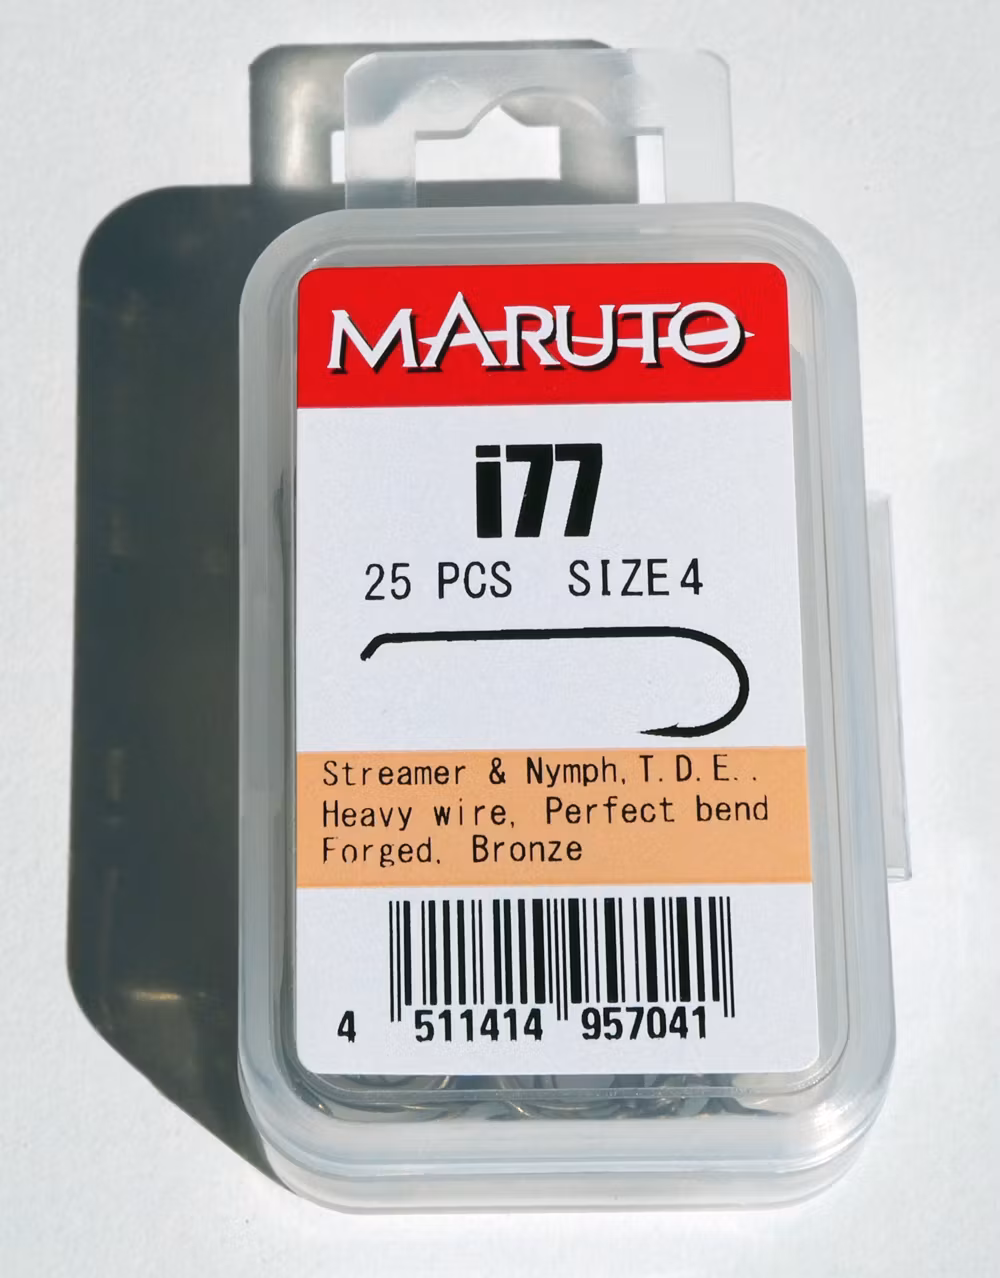 MARUTO
i77
25 PCS SIZE 4
Streamer & Nymph, T.D.E..
Heavy wire, Perfect bend
Forged, Bronze
4 511414 957041